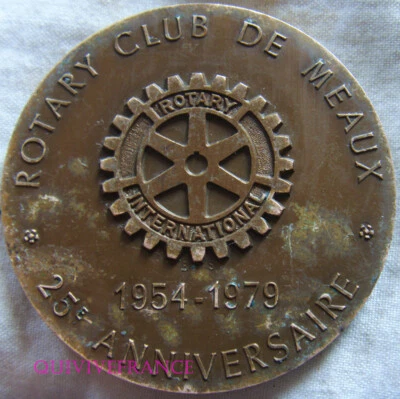 ROTARY CLUB DE MEAUX
ROTARY
INTERNATIONAL
1954-1979
25E ANNIVERSAIRE
QUIVIVEFRANCE